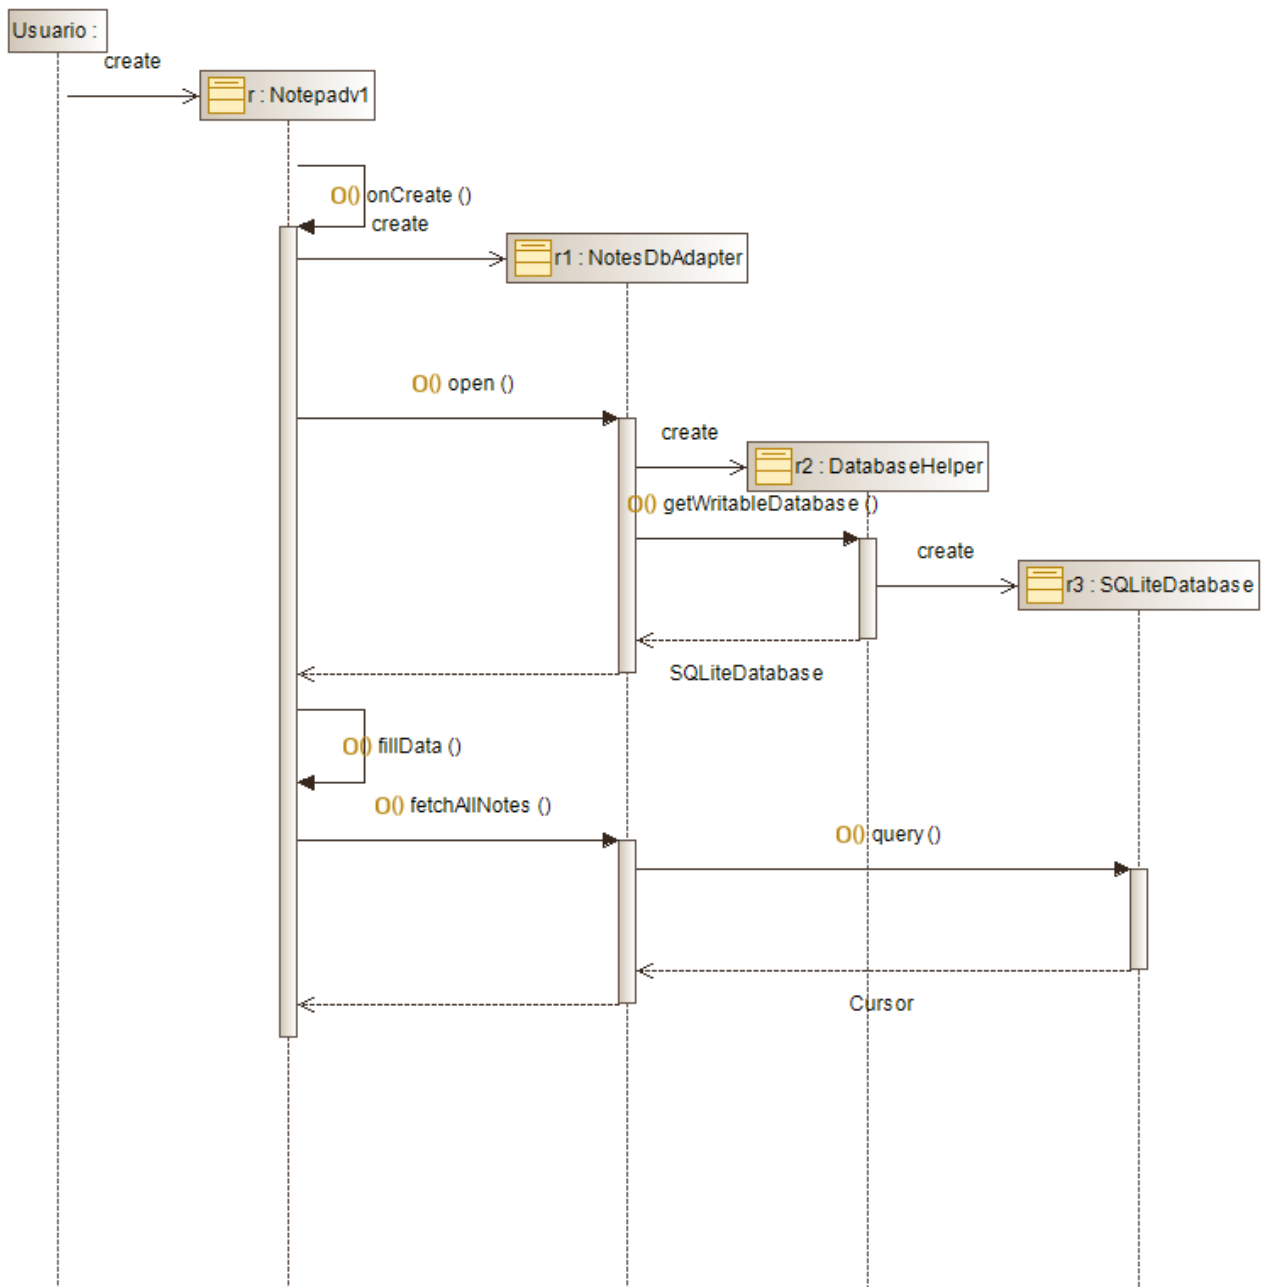 Usuario :
create
r : Notepadv1
O() onCreate ()
create
r1 : NotesDbAdapter
O() open ()
create
r2 : DatabaseHelper
O() getWritableDatabase ()
create
r3 : SQLiteDatabase
SQLiteDatabase
O() fillData ()
O() fetchAllNotes ()
O() query ()
Cursor